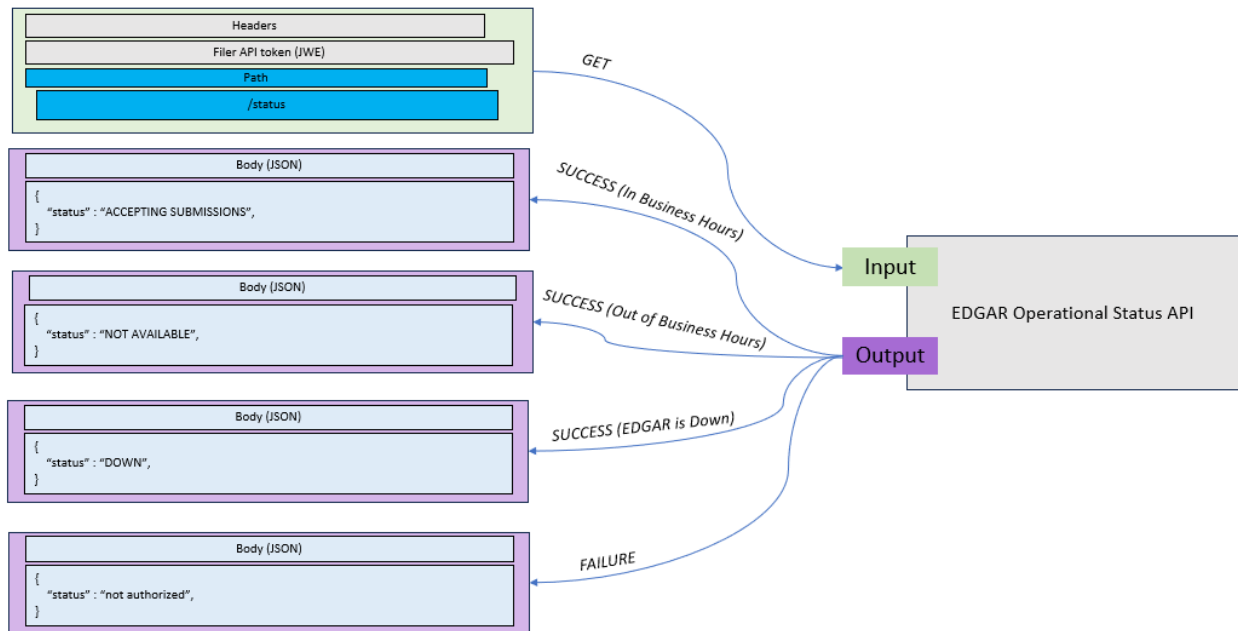 Headers
Filer API token (JWE)
Path
/status
GET
Body (JSON)
{
“status” : “ACCEPTING SUBMISSIONS”,
}
SUCCESS (In Business Hours)
Body (JSON)
{
“status” : “NOT AVAILABLE”,
}
SUCCESS (Out of Business Hours)
Input
EDGAR Operational Status API
Output
Body (JSON)
{
“status” : “DOWN”,
}
SUCCESS (EDGAR is Down)
Body (JSON)
{
“status” : “not authorized”,
}
FAILURE